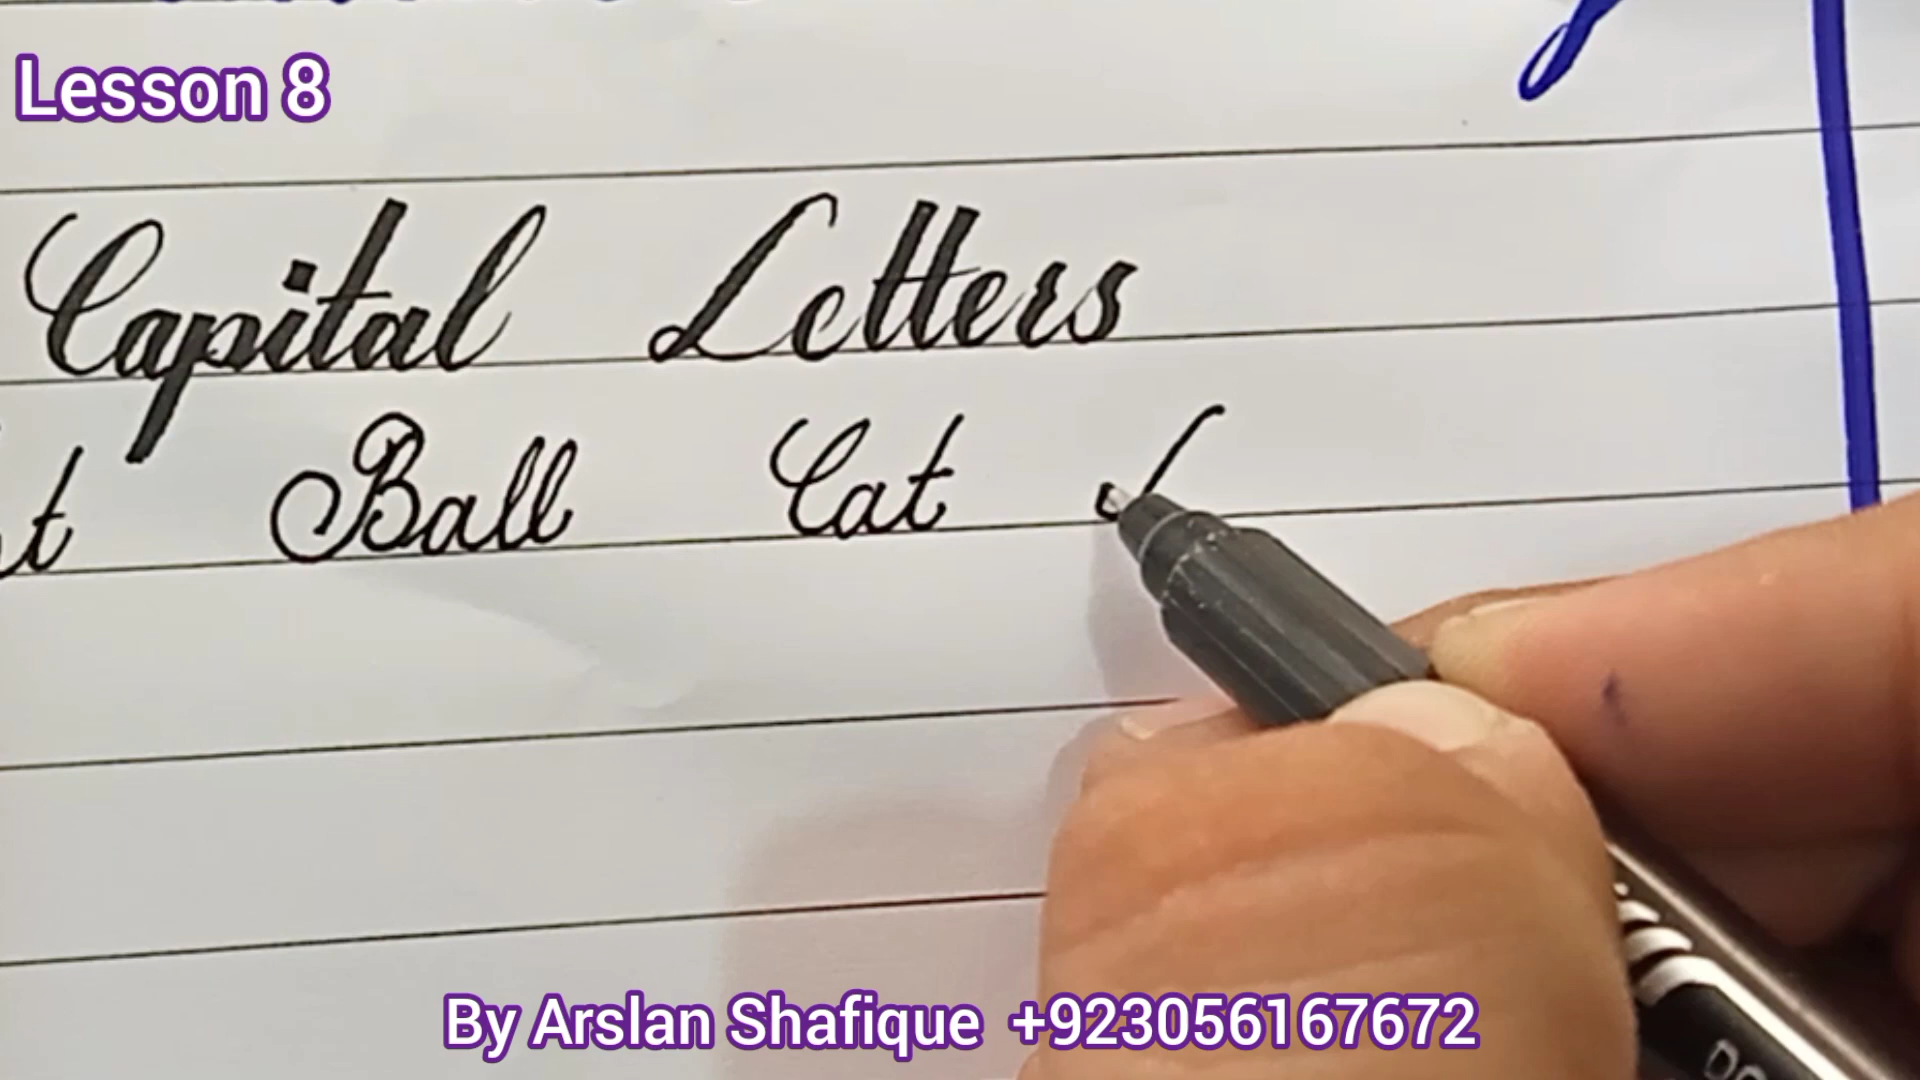 Lesson 8
Capital Letters
t Ball Cat
By Arslan Shafique +923056167672